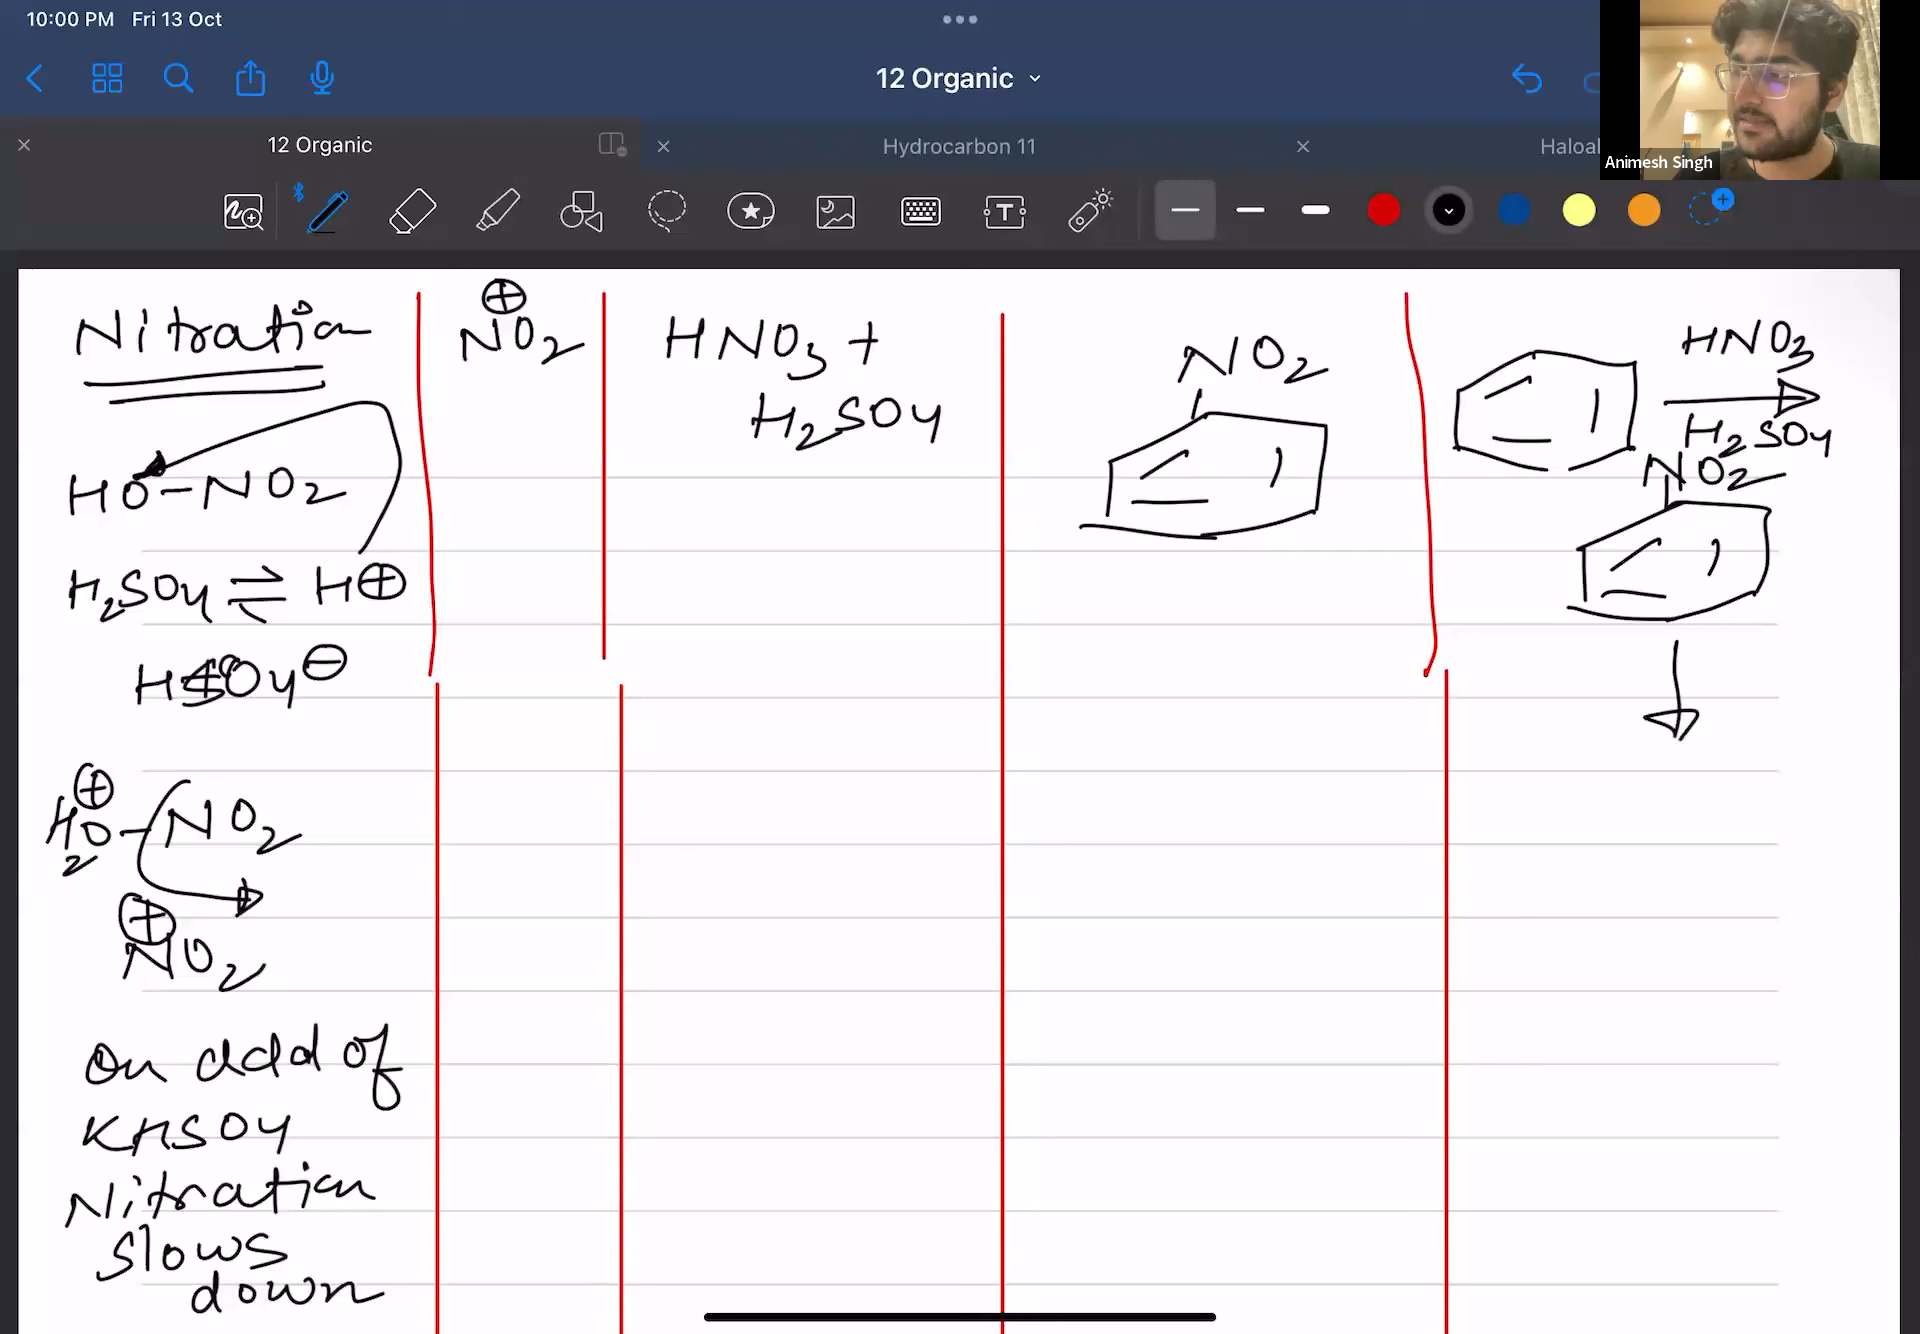 10:00 PM Fri 13 Oct
12 Organic
12 Organic
Hydrocarbon 11
Haloal
Animesh Singh
T
Nitration
HO-NO2
H2SO4 ⇌ H⊕
HSO4⊖
⊕
H2O-NO2
⊕
NO2
On add of
KHSO4
Nitration
slows
down
⊕
NO2
HNO3 +
H2SO4
NO2
HNO3
H2SO4
NO2